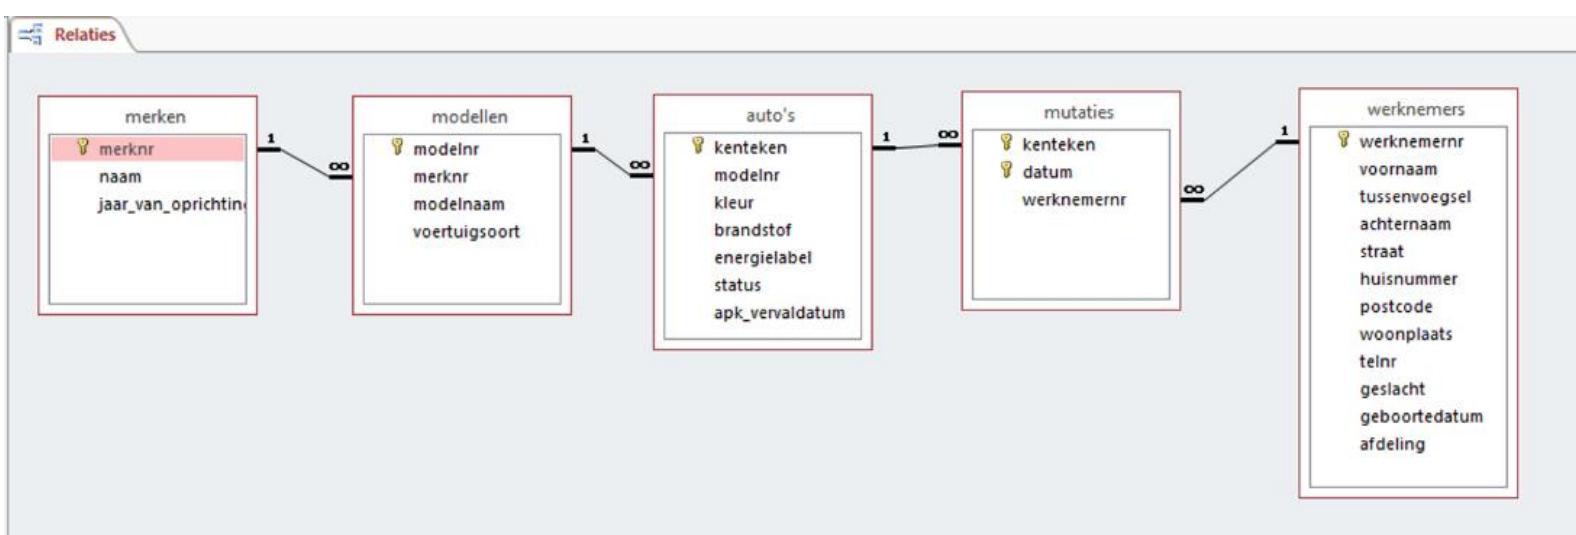 Relaties
merken
merknr
naam
jaar_van_oprichtin
1
∞
modellen
modelnr
merknr
modelnaam
voertuigsoort
1
∞
auto's
kenteken
modelnr
kleur
brandstof
energielabel
status
apk_vervaldatum
1
∞
mutaties
kenteken
datum
werknemernr
∞
1
werknemers
werknemernr
voornaam
tussenvoegsel
achternaam
straat
huisnummer
postcode
woonplaats
telnr
geslacht
geboortedatum
afdeling